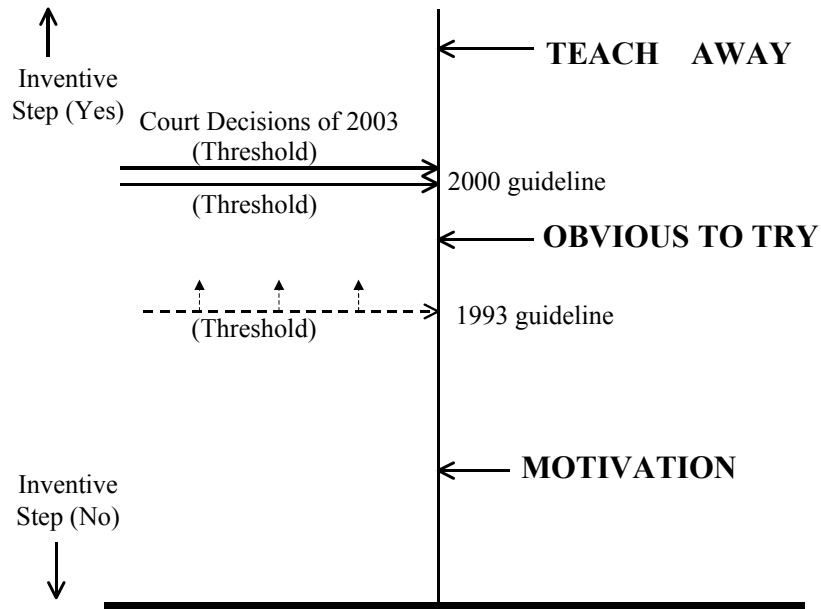 TEACH AWAY
Inventive
Step (Yes)
Court Decisions of 2003
(Threshold)
2000 guideline
(Threshold)
OBVIOUS TO TRY
(Threshold)
1993 guideline
MOTIVATION
Inventive
Step (No)